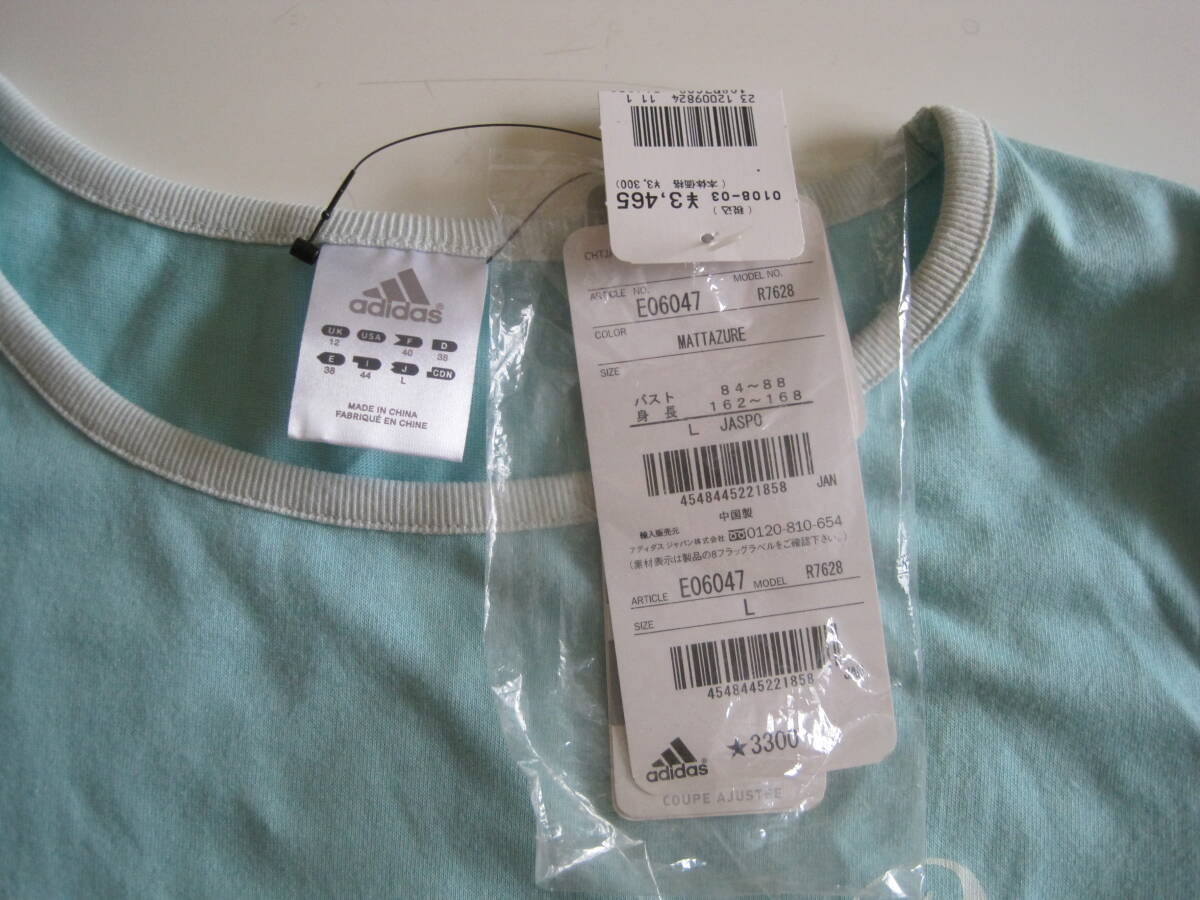 adidas
UK USA F D
12 40 38
E I J CDN
38 44 L
MADE IN CHINA
FABRIQUÉ EN CHINE
23 12009824 11 1
(本体価格 ¥3,300)
0108-03 ¥3,465 (税込)
ARTICLE NO. E06047 MODEL NO. R7628
COLOR MATTAZURE
SIZE
バスト 84~88
身長 162~168
L JASPO
4548445221858 JAN
中国製
輸入販売元
アディダス ジャパン株式会社 0120-810-654
(素材表示は製品の8フラッグラベルをご確認下さい。)
ARTICLE E06047 MODEL R7628
SIZE L
4548445221858
adidas ★3300
COUPE AJUSTÉE